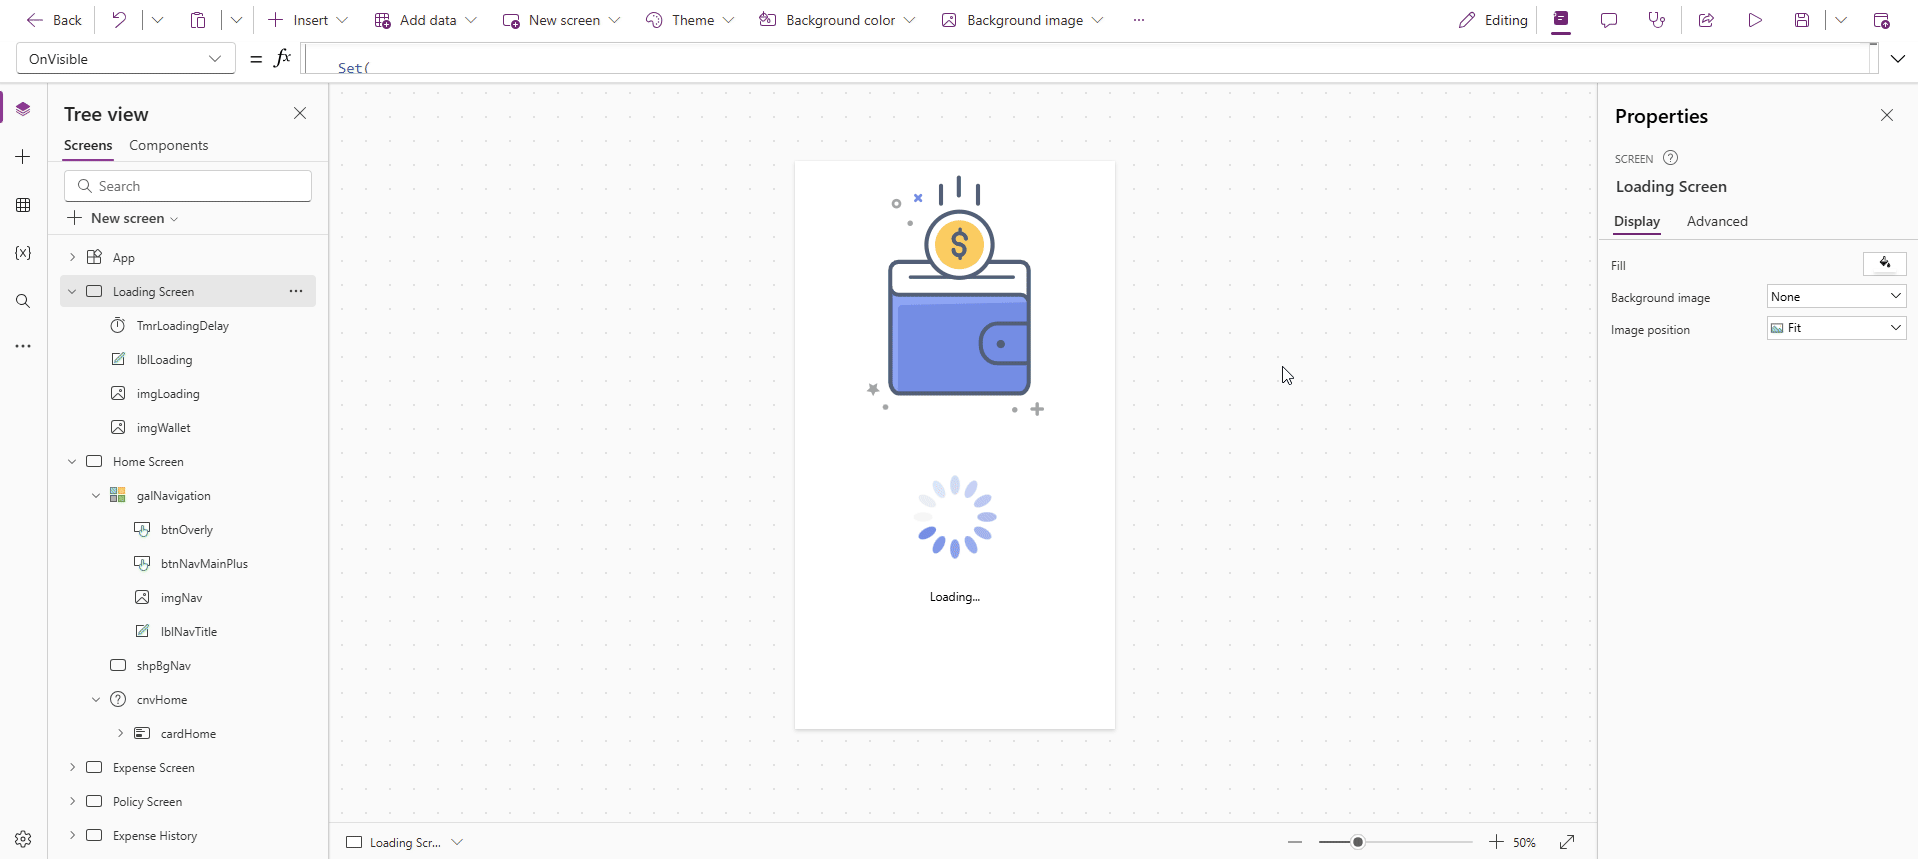 Back
Insert
Add data
New screen
Theme
Background color
Background image
Editing
OnVisible
=
fx
Set(
Tree view
Screens
Components
Search
New screen
App
Loading Screen
TmrLoadingDelay
lblLoading
imgLoading
imgWallet
Home Screen
galNavigation
btnOverly
btnNavMainPlus
imgNav
lblNavTitle
shpBgNav
cnvHome
cardHome
Expense Screen
Policy Screen
Expense History
$
Loading...
Loading Scr...
50%
Properties
SCREEN
Loading Screen
Display
Advanced
Fill
Background image
None
Image position
Fit